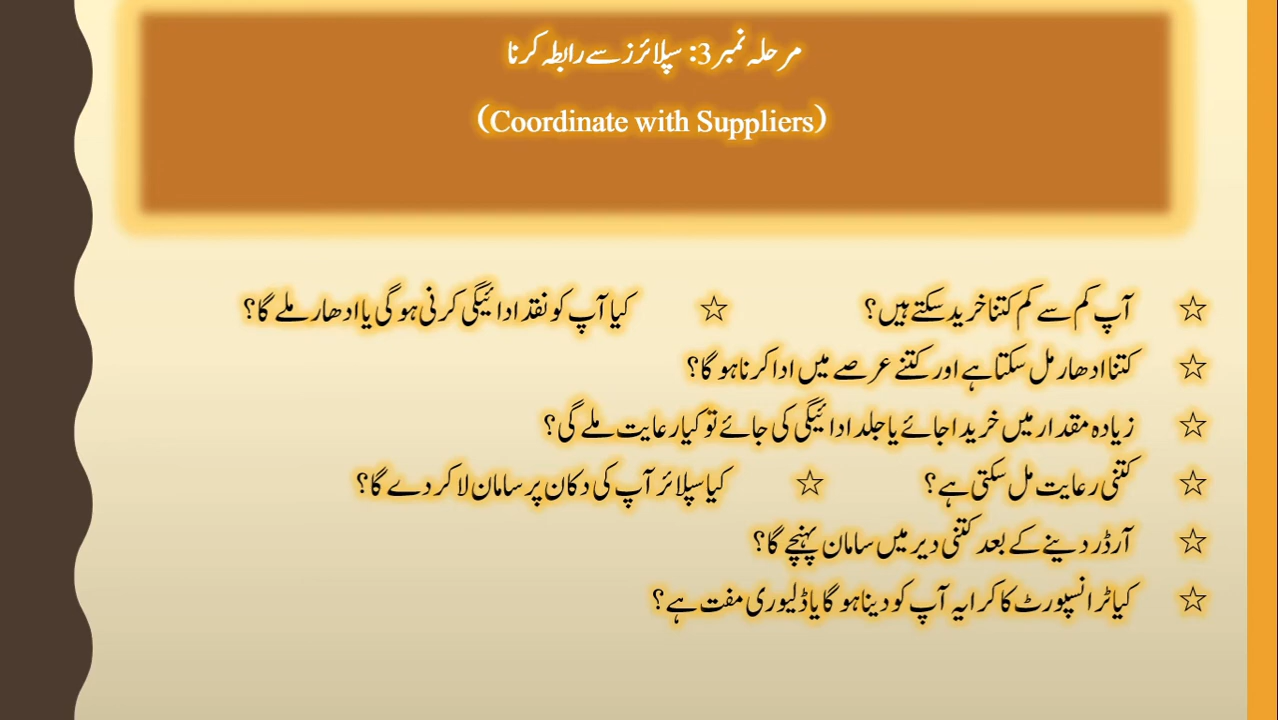 مرحلہ نمبر3: سپلائرز سے رابطہ کرنا
(Coordinate with Suppliers)
☆ آپ کم سے کم کتنا خرید سکتے ہیں؟ ☆ کیا آپ کو نقد ادائیگی کرنی ہوگی یا ادھار ملے گا؟
☆ کتنا ادھار مل سکتا ہے اور کتنے عرصے میں ادا کرنا ہو گا؟
☆ زیادہ مقدار میں خریدا جائے یا جلد ادائیگی کی جائے تو کیا رعایت ملے گی؟
☆ کتنی رعایت مل سکتی ہے؟ ☆ کیا سپلائر آپ کی دکان پر سامان لا کر دے گا؟
☆ آرڈر دینے کے بعد کتنی دیر میں سامان پہنچے گا؟
☆ کیا ٹرانسپورٹ کا کرایہ آپ کو دینا ہو گا یا ڈلیوری مفت ہے؟